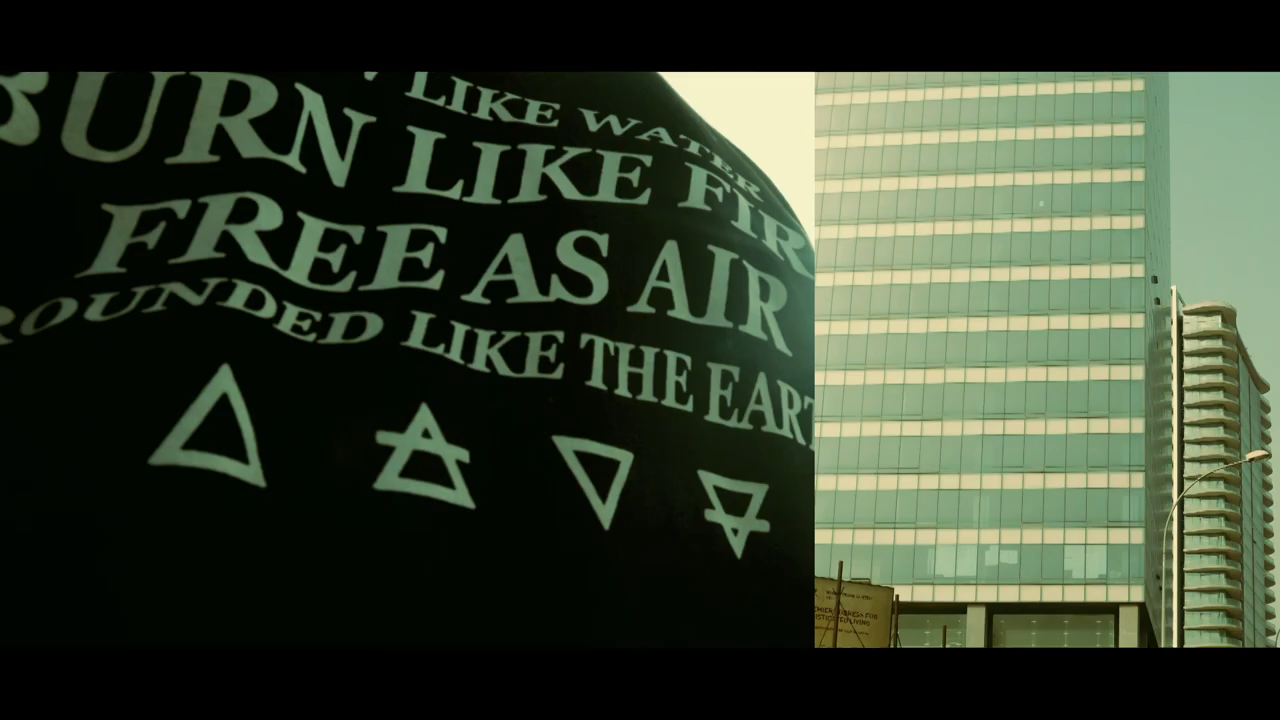 LIKE WATER
BURN LIKE FIR
FREE AS AIR
ROUNDED LIKE THE EART